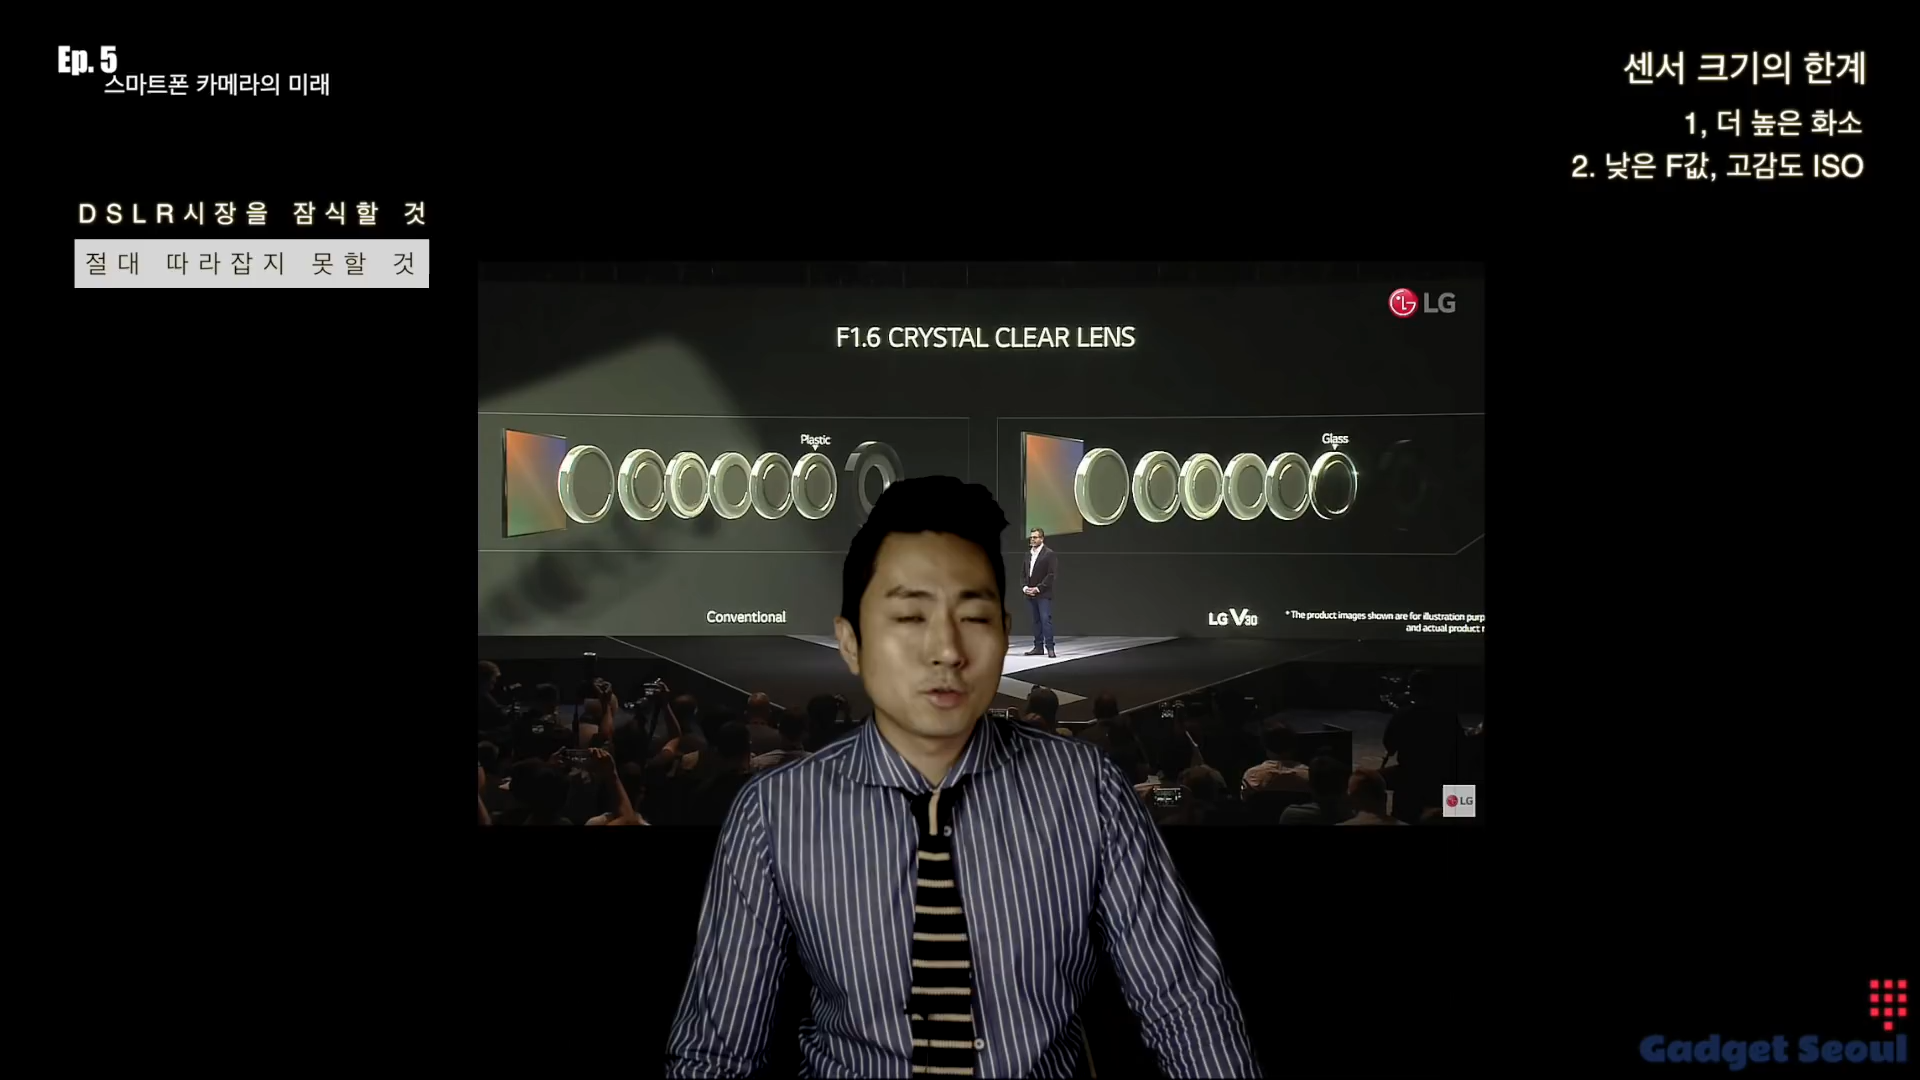 Ep. 5
스마트폰 카메라의 미래
센서 크기의 한계
1, 더 높은 화소
2. 낮은 F값, 고감도 ISO
DSLR시장을 잠식할 것
절대 따라잡지 못할 것
LG
F1.6 CRYSTAL CLEAR LENS
Plastic
Glass
Conventional
LG V30
* The product images shown are for illustration purp
and actual product r
LG
Gadget Seoul